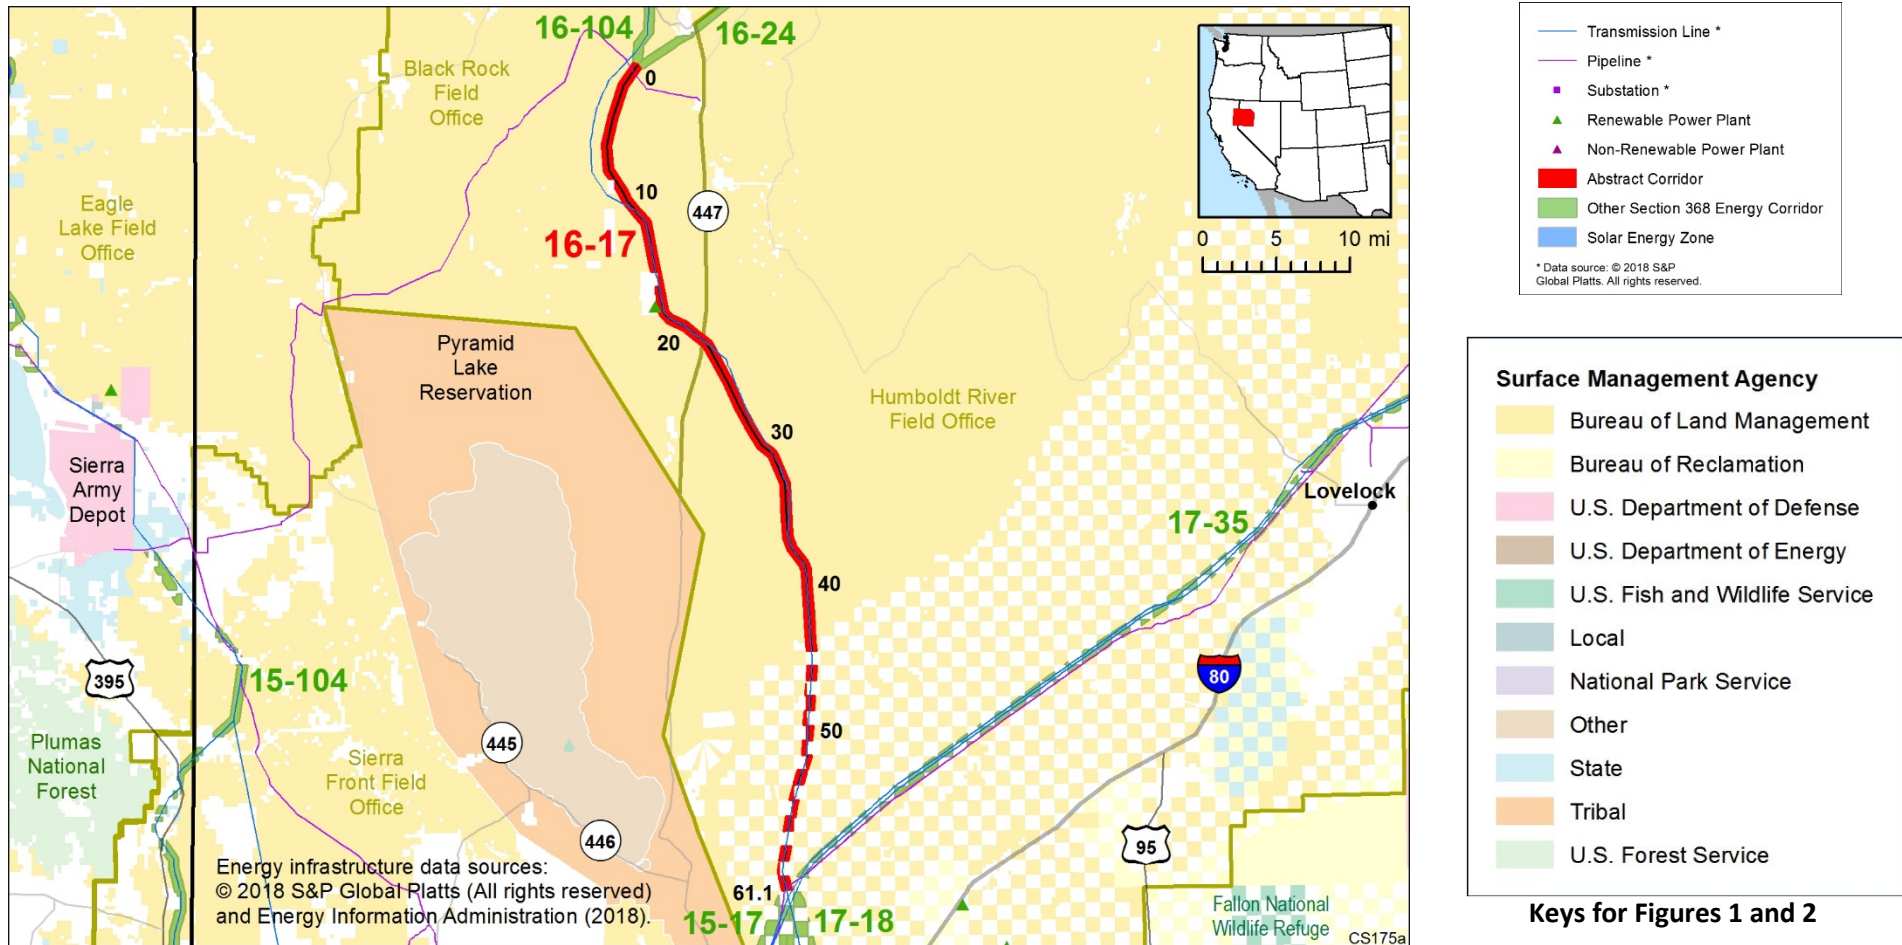 16-104
16-24
0
Black Rock
Field
Office
10
447
16-17
Eagle
Lake Field
Office
0 5 10 mi
20
Pyramid
Lake
Reservation
Humboldt River
Field Office
30
Sierra
Army
Depot
Lovelock
17-35
40
395
15-104
80
50
445
Plumas
National
Forest
Sierra
Front Field
Office
446
95
Energy infrastructure data sources:
© 2018 S&P Global Platts (All rights reserved)
and Energy Information Administration (2018).
61.1
15-17
17-18
Fallon National
Wildlife Refuge
CS175a
Transmission Line *
Pipeline *
Substation *
Renewable Power Plant
Non-Renewable Power Plant
Abstract Corridor
Other Section 368 Energy Corridor
Solar Energy Zone
* Data source: © 2018 S&P
Global Platts. All rights reserved.
Surface Management Agency
Bureau of Land Management
Bureau of Reclamation
U.S. Department of Defense
U.S. Department of Energy
U.S. Fish and Wildlife Service
Local
National Park Service
Other
State
Tribal
U.S. Forest Service
Keys for Figures 1 and 2